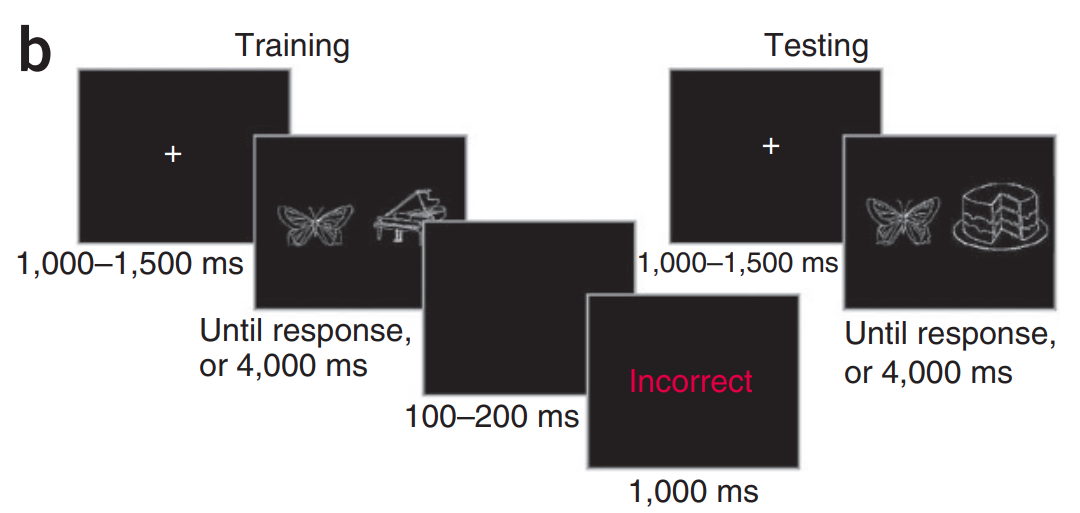 b
Training
+
1,000–1,500 ms
Until response,
or 4,000 ms
100–200 ms
Incorrect
1,000 ms
Testing
+
1,000–1,500 ms
Until response,
or 4,000 ms